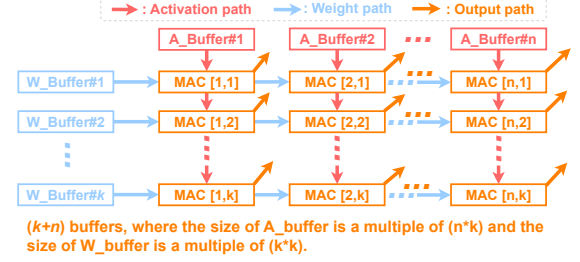 : Activation path : Weight path : Output path
A_Buffer#1 A_Buffer#2 A_Buffer#n
W_Buffer#1 MAC [1,1] MAC [2,1] MAC [n,1]
W_Buffer#2 MAC [1,2] MAC [2,2] MAC [n,2]
W_Buffer#k MAC [1,k] MAC [2,k] MAC [n,k]
(k+n) buffers, where the size of A_buffer is a multiple of (n*k) and the
size of W_buffer is a multiple of (k*k).